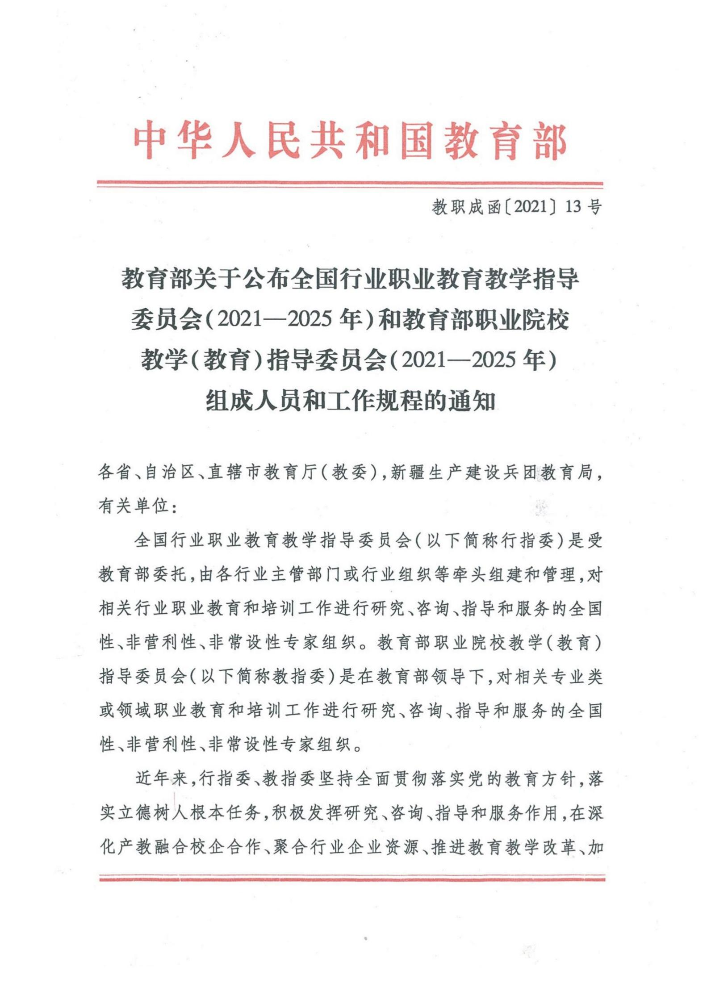 中华人民共和国教育部
教职成函〔2021〕13号
教育部关于公布全国行业职业教育教学指导
委员会(2021—2025年)和教育部职业院校
教学(教育)指导委员会(2021—2025年)
组成人员和工作规程的通知
各省、自治区、直辖市教育厅(教委),新疆生产建设兵团教育局,
有关单位:
全国行业职业教育教学指导委员会(以下简称行指委)是受
教育部委托,由各行业主管部门或行业组织等牵头组建和管理,对
相关行业职业教育和培训工作进行研究、咨询、指导和服务的全国
性、非营利性、非常设性专家组织。教育部职业院校教学(教育)
指导委员会(以下简称教指委)是在教育部领导下,对相关专业类
或领域职业教育和培训工作进行研究、咨询、指导和服务的全国
性、非营利性、非常设性专家组织。
近年来,行指委、教指委坚持全面贯彻落实党的教育方针,落
实立德树人根本任务,积极发挥研究、咨询、指导和服务作用,在深
化产教融合校企合作、聚合行业企业资源、推进教育教学改革、加